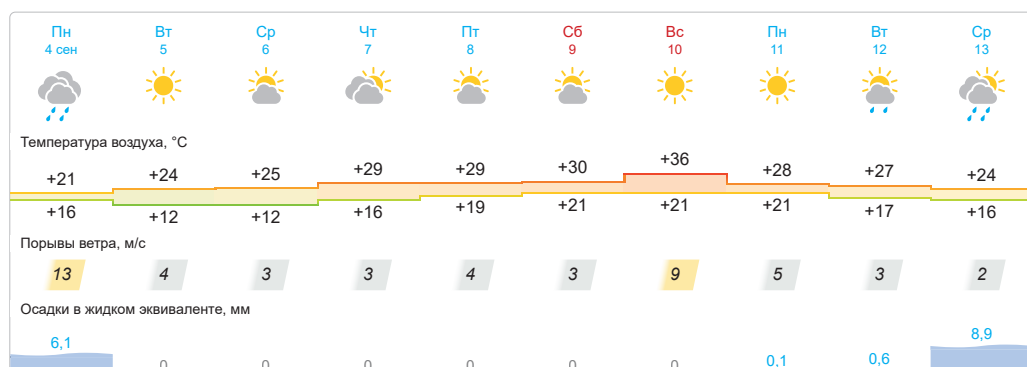 Пн Вт Ср Чт Пт Сб Вс Пн Вт Ср
4 сен 5 6 7 8 9 10 11 12 13
Температура воздуха, °C
+21 +24 +25 +29 +29 +30 +36 +28 +27 +24
+16 +12 +12 +16 +19 +21 +21 +21 +17 +16
Порывы ветра, м/с
13 4 3 3 4 3 9 5 3 2
Осадки в жидком эквиваленте, мм
6,1 0 0 0 0 0 0 0,1 0,6 8,9